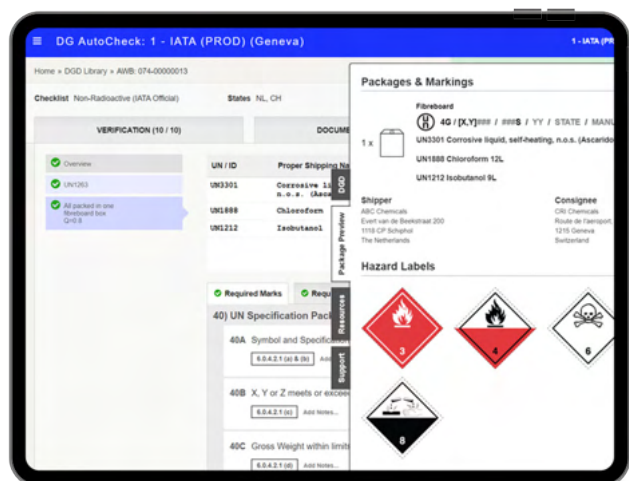 DG AutoCheck: 1 - IATA (PROD) (Geneva)
1 - IATA (PR
Home » DGD Library » AWB: 074-00000013
Checklist Non-Radioactive (IATA Official)
States NL, CH
VERIFICATION (10 / 10)
DOCUME
Overview
UN1263
All packed in one
fibreboard box
Q=0.8
UN / ID
Proper Shipping Na
UN3301
Corrosive li
n.o.s. (Asca
UN1888
Chloroform
UN1212
Isobutanol
Required Marks
Requ
40) UN Specification Pack
40A Symbol and Specification
6.0.4.2.1 (a) & (b)
40B X, Y or Z meets or excee
6.0.4.2.1 (c)
Add Notes...
40C Gross Weight within limits
6.0.4.2.1 (d)
Add Notes...
DGD
Package Preview
Resources
Support
Packages & Markings
1 x
Fibreboard
4G / [X,Y]### / ###S / YY / STATE / MANU
UN3301 Corrosive liquid, self-heating, n.o.s. (Ascarido
UN1888 Chloroform 12L
UN1212 Isobutanol 9L
Shipper
ABC Chemicals
Evert van de Beekstraat 200
1118 CP Schiphol
The Netherlands
Consignee
CRI Chemicals
Route de l'aeroport,
1215 Geneva
Switzerland
Hazard Labels
3
4
6
8